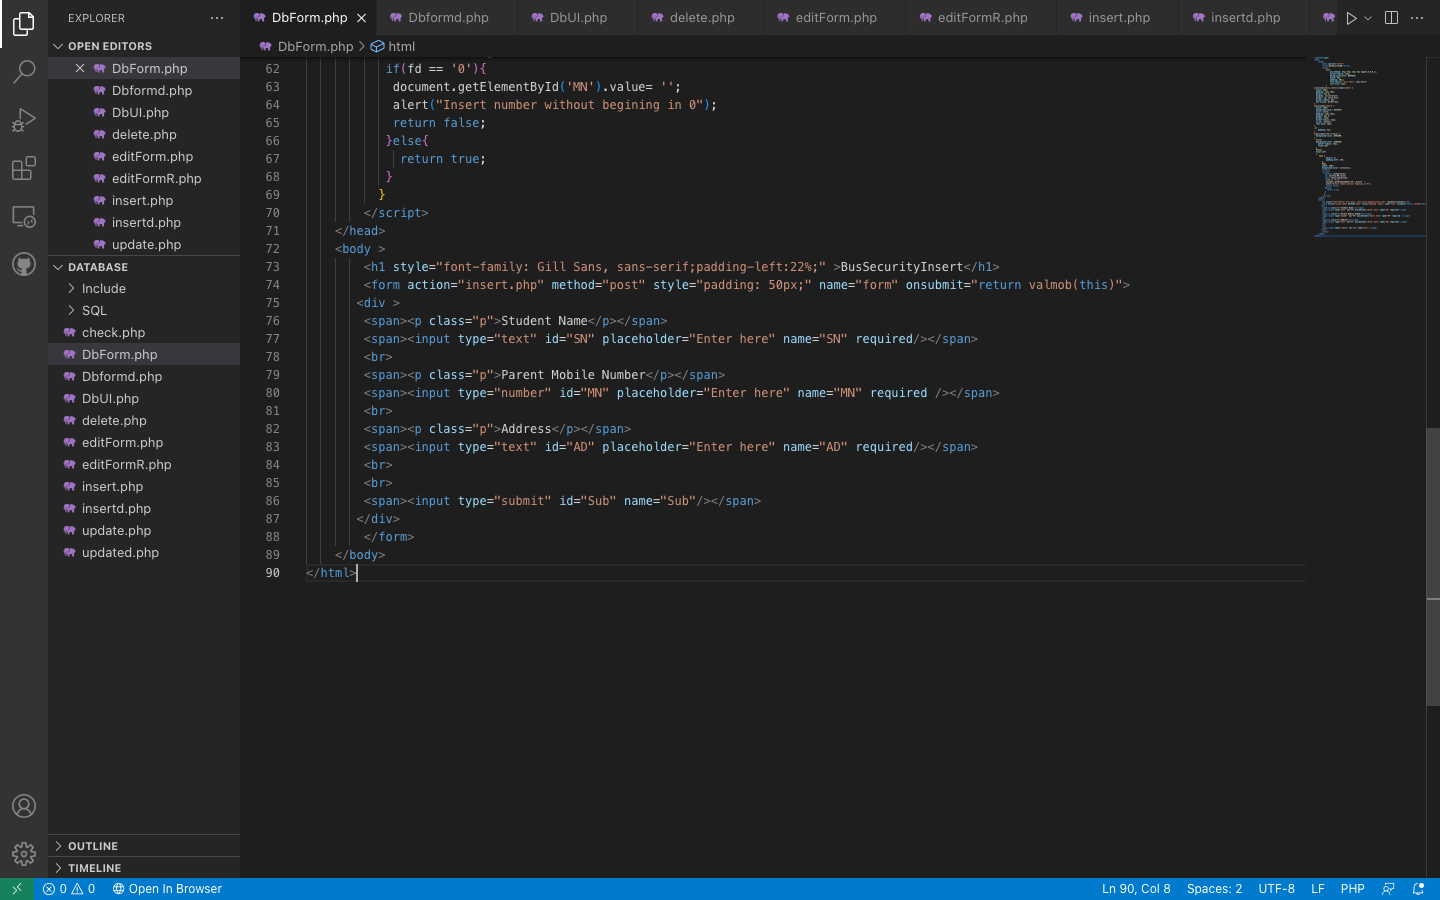 EXPLORER
OPEN EDITORS
DbForm.php
Dbformd.php
DbUI.php
delete.php
editForm.php
editFormR.php
insert.php
insertd.php
update.php
DATABASE
Include
SQL
check.php
DbForm.php
Dbformd.php
DbUI.php
delete.php
editForm.php
editFormR.php
insert.php
insertd.php
update.php
updated.php
OUTLINE
TIMELINE
DbForm.php Dbformd.php DbUI.php delete.php editForm.php editFormR.php insert.php insertd.php
DbForm.php > html
62 if(fd == '0'){
63 document.getElementById('MN').value= '';
64 alert("Insert number without begining in 0");
65 return false;
66 }else{
67 return true;
68 }
69 }
70 </script>
71 </head>
72 <body >
73 <h1 style="font-family: Gill Sans, sans-serif;padding-left:22%;" >BusSecurityInsert</h1>
74 <form action="insert.php" method="post" style="padding: 50px;" name="form" onsubmit="return valmob(this)">
75 <div >
76 <span><p class="p">Student Name</p></span>
77 <span><input type="text" id="SN" placeholder="Enter here" name="SN" required/></span>
78 <br>
79 <span><p class="p">Parent Mobile Number</p></span>
80 <span><input type="number" id="MN" placeholder="Enter here" name="MN" required /></span>
81 <br>
82 <span><p class="p">Address</p></span>
83 <span><input type="text" id="AD" placeholder="Enter here" name="AD" required/></span>
84 <br>
85 <br>
86 <span><input type="submit" id="Sub" name="Sub"/></span>
87 </div>
88 </form>
89 </body>
90 </html>
0 0 Open In Browser Ln 90, Col 8 Spaces: 2 UTF-8 LF PHP